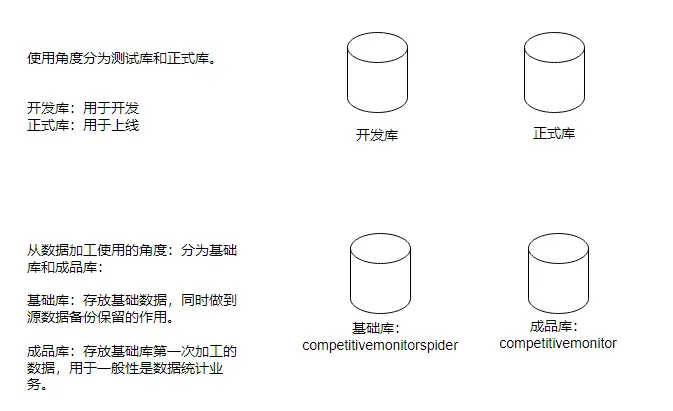 使用角度分为测试库和正式库。
开发库：用于开发
正式库：用于上线
开发库
正式库
从数据加工使用的角度：分为基础
库和成品库：
基础库：存放基础数据，同时做到
源数据备份保留的作用。
成品库：存放基础库第一次加工的
数据，用于一般性是数据统计业
务。
基础库：
competitivemonitorspider
成品库：
competitivemonitor